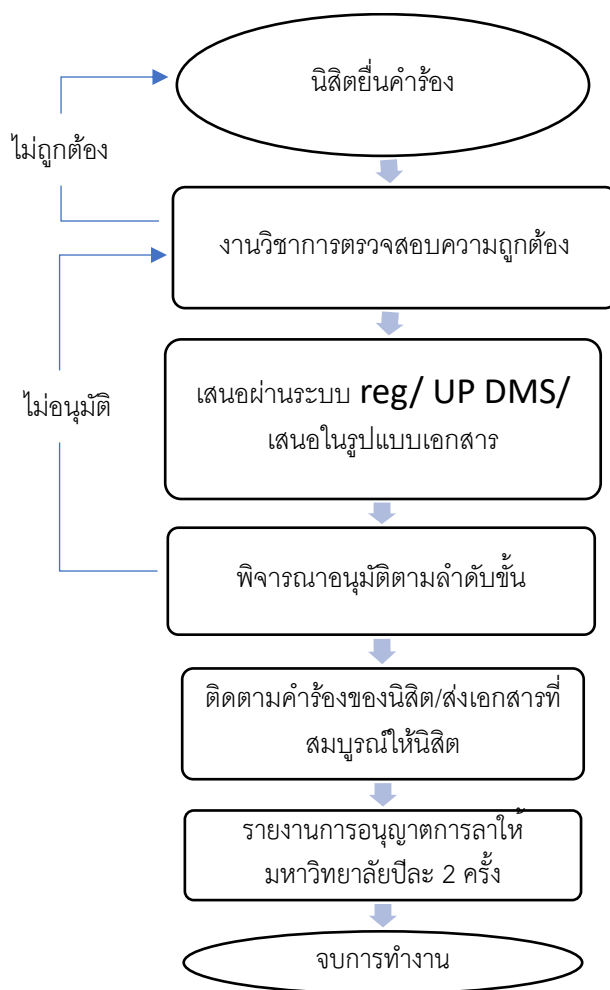 นิสิตยื่นคำร้อง
ไม่ถูกต้อง
งานวิชาการตรวจสอบความถูกต้อง
เสนอผ่านระบบ reg/ UP DMS/
เสนอในรูปแบบเอกสาร
ไม่อนุมัติ
พิจารณาอนุมัติตามลำดับขั้น
ติดตามคำร้องของนิสิต/ส่งเอกสารที่
สมบูรณ์ให้นิสิต
รายงานการอนุญาตการลาให้
มหาวิทยาลัยปีละ 2 ครั้ง
จบการทำงาน